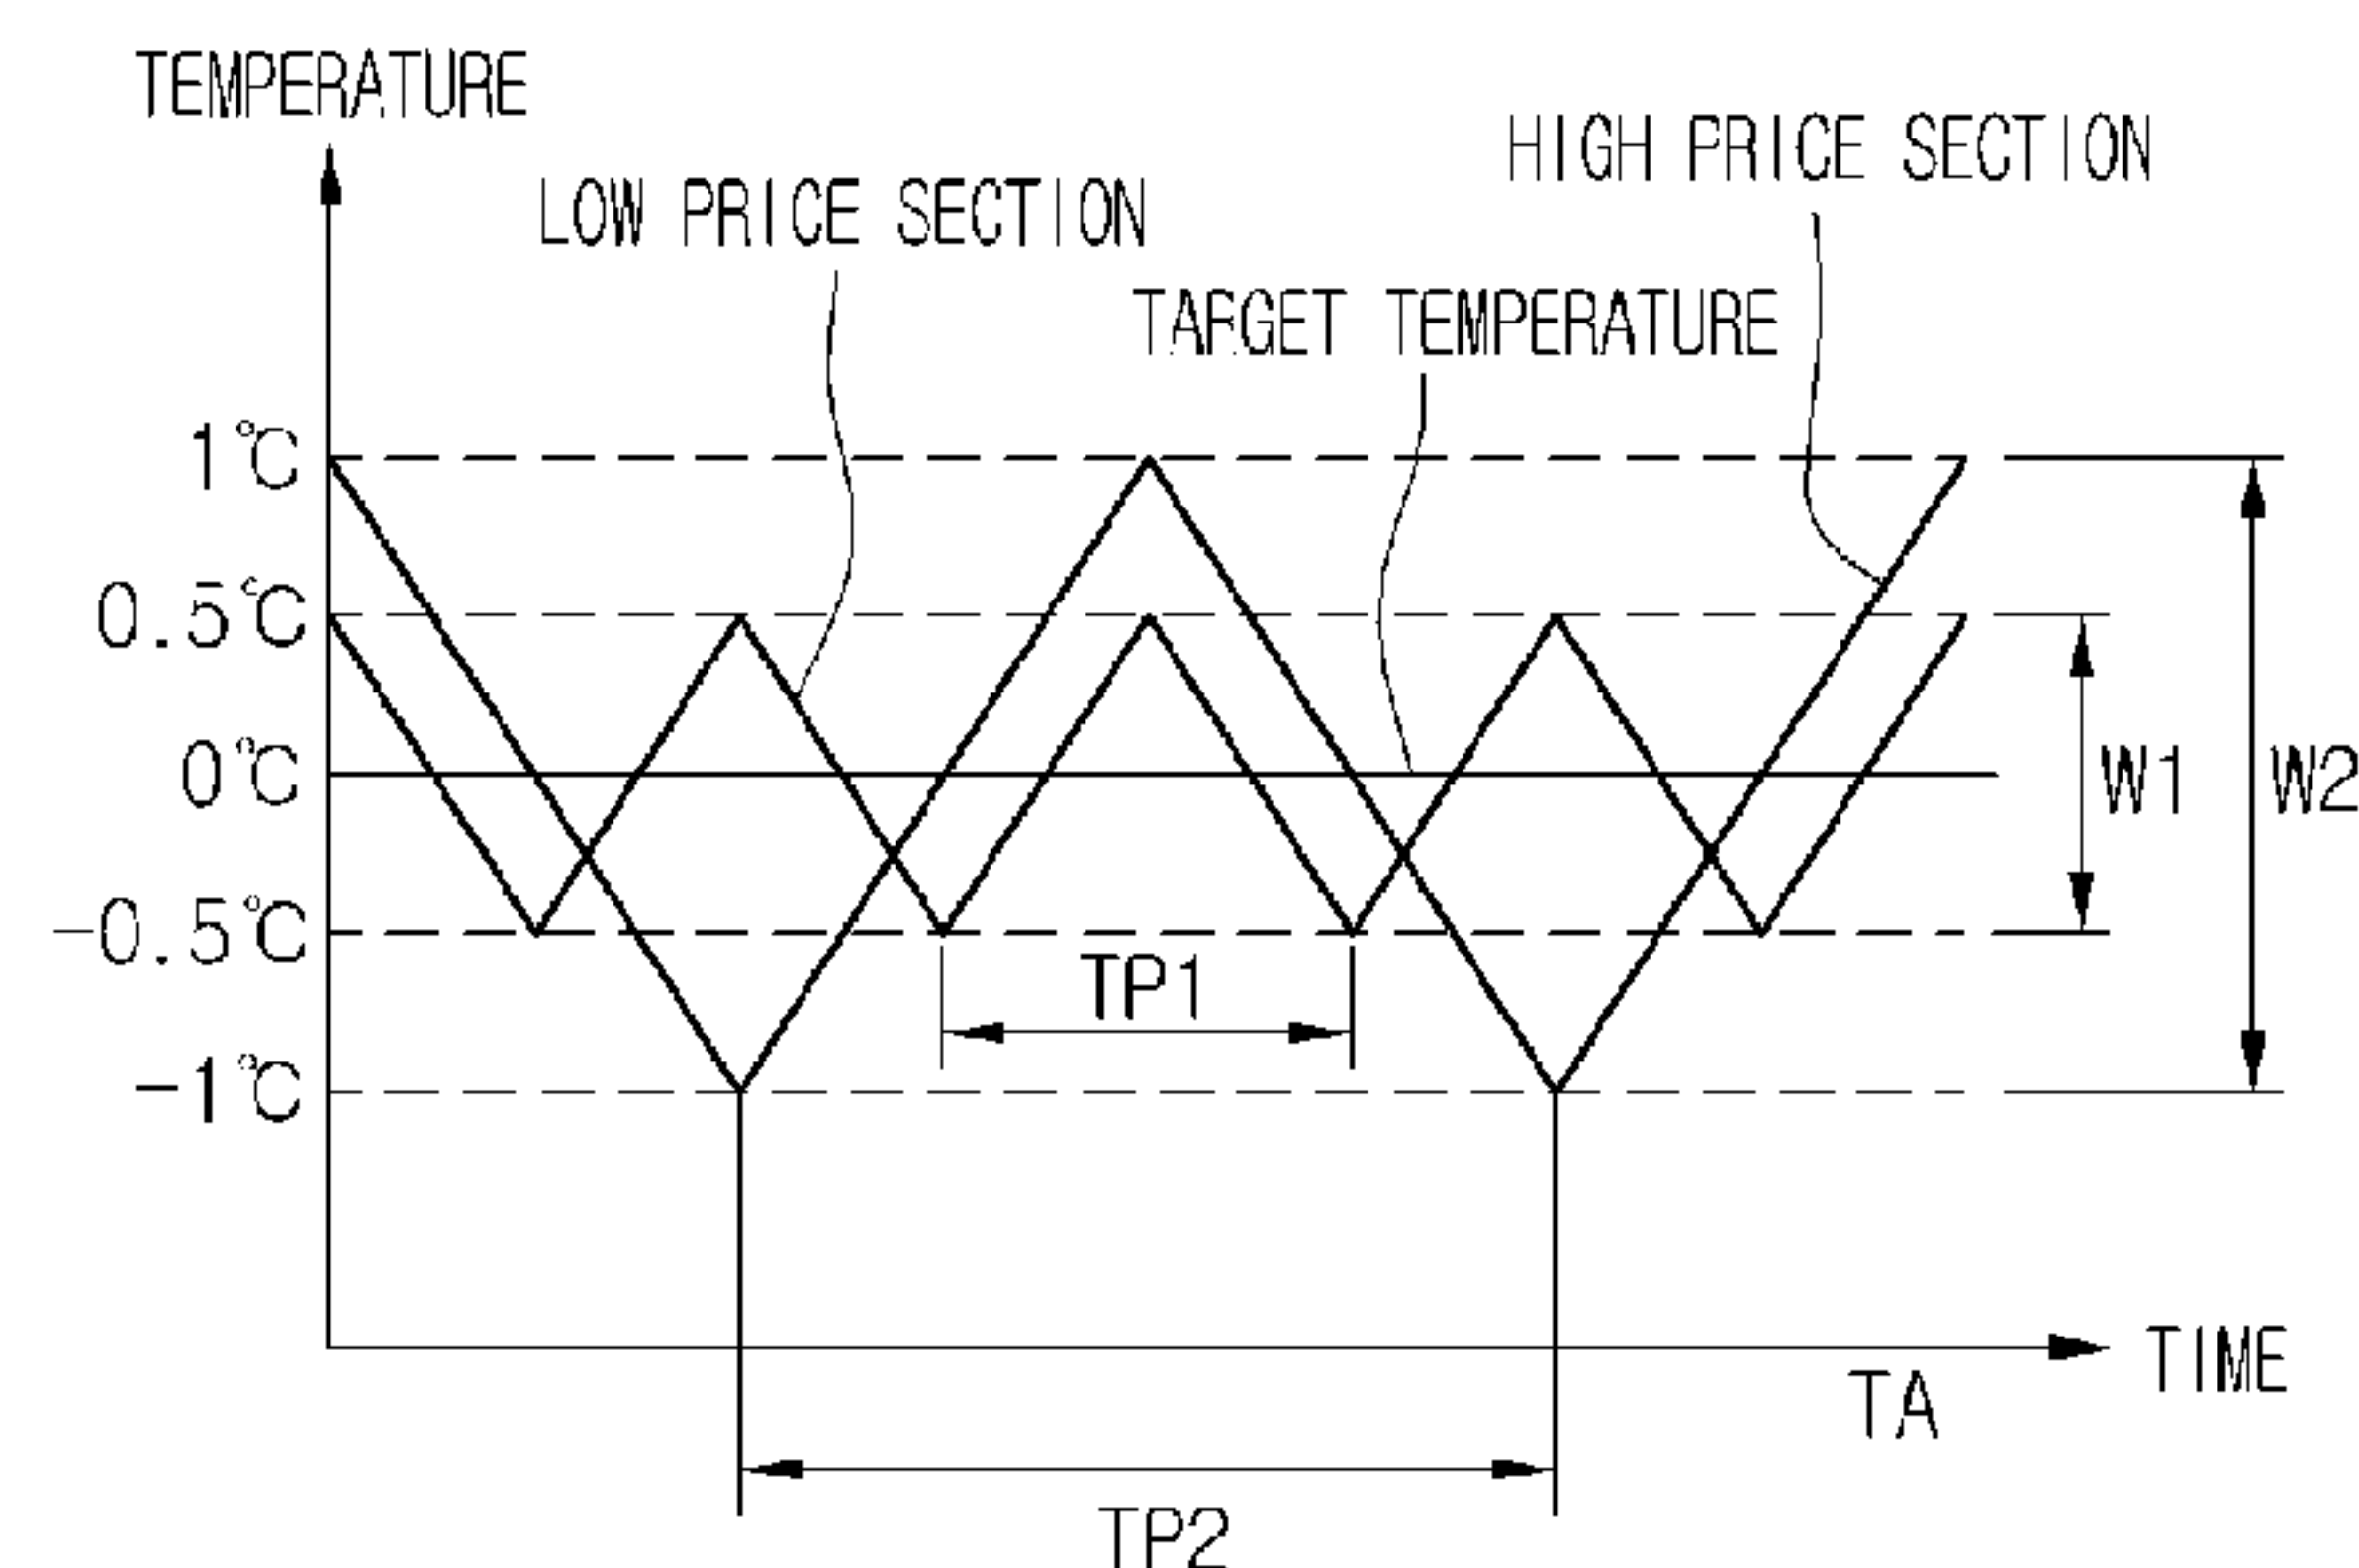 TEMPERATURE
HIGH PRICE SECTION
LOW PRICE SECTION
TARGET TEMPERATURE
1℃
0.5℃
0℃
W1
W2
-0.5℃
TP1
-1℃
TIME
TA
TP2